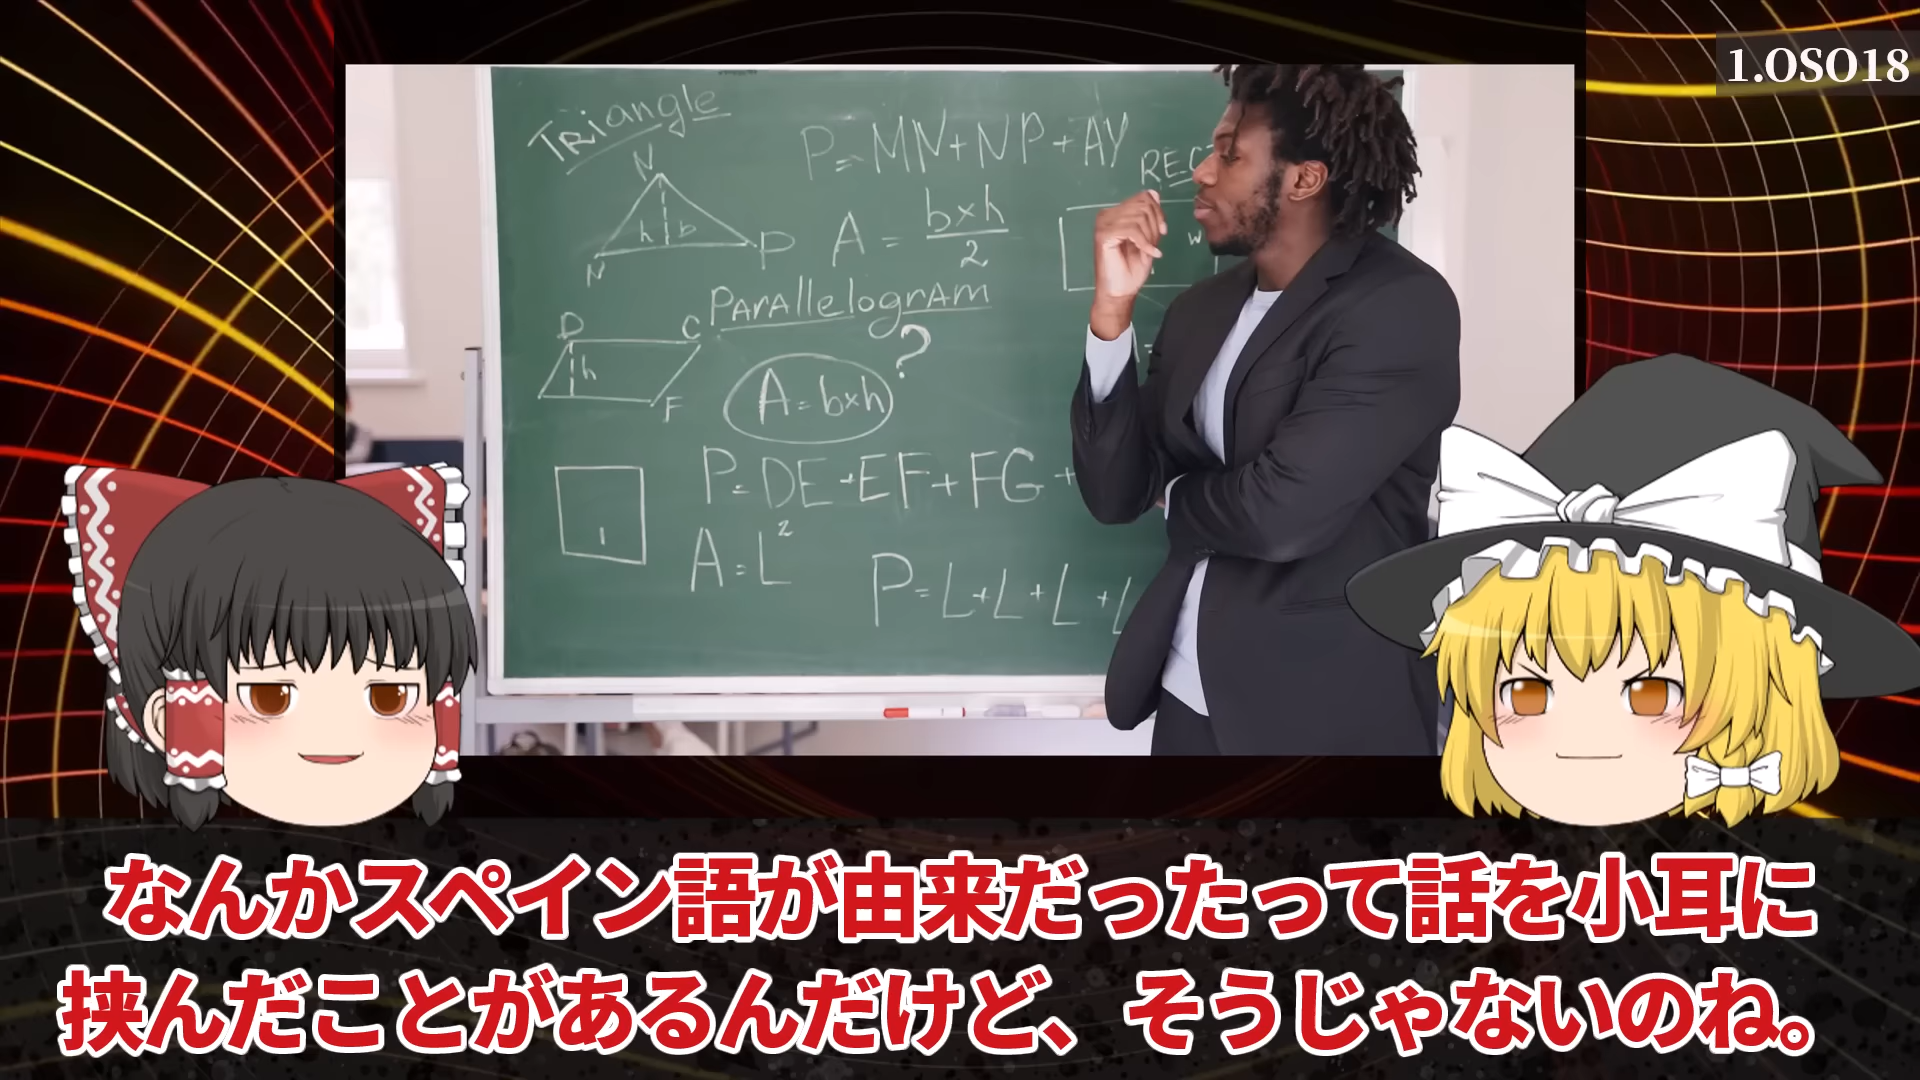 1.OSO18
Triangle
N
h b
N
P
P=MN+NP+AY
A = bxh
2
REC
w
Parallelogram
D
C
h
F
A=bxh
?
P=DE+EF+FG+
A=L²
P=L+L+L+L
なんかスペイン語が由来だったって話を小耳に
挟んだことがあるんだけど、そうじゃないのね。